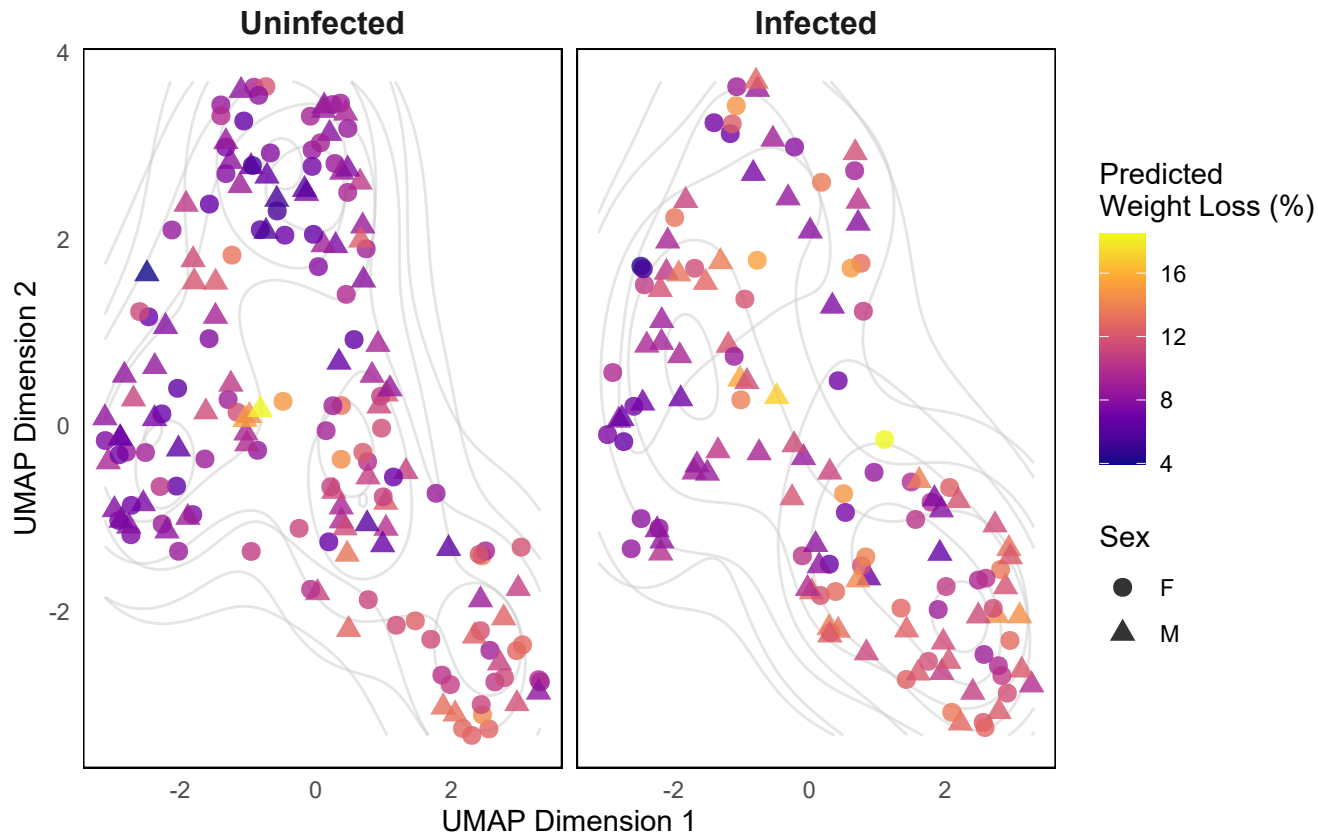 Uninfected
Infected
4
2
0
-2
UMAP Dimension 2
-2
0
2
-2
0
2
UMAP Dimension 1
Predicted
Weight Loss (%)
16
12
8
4
Sex
F
M